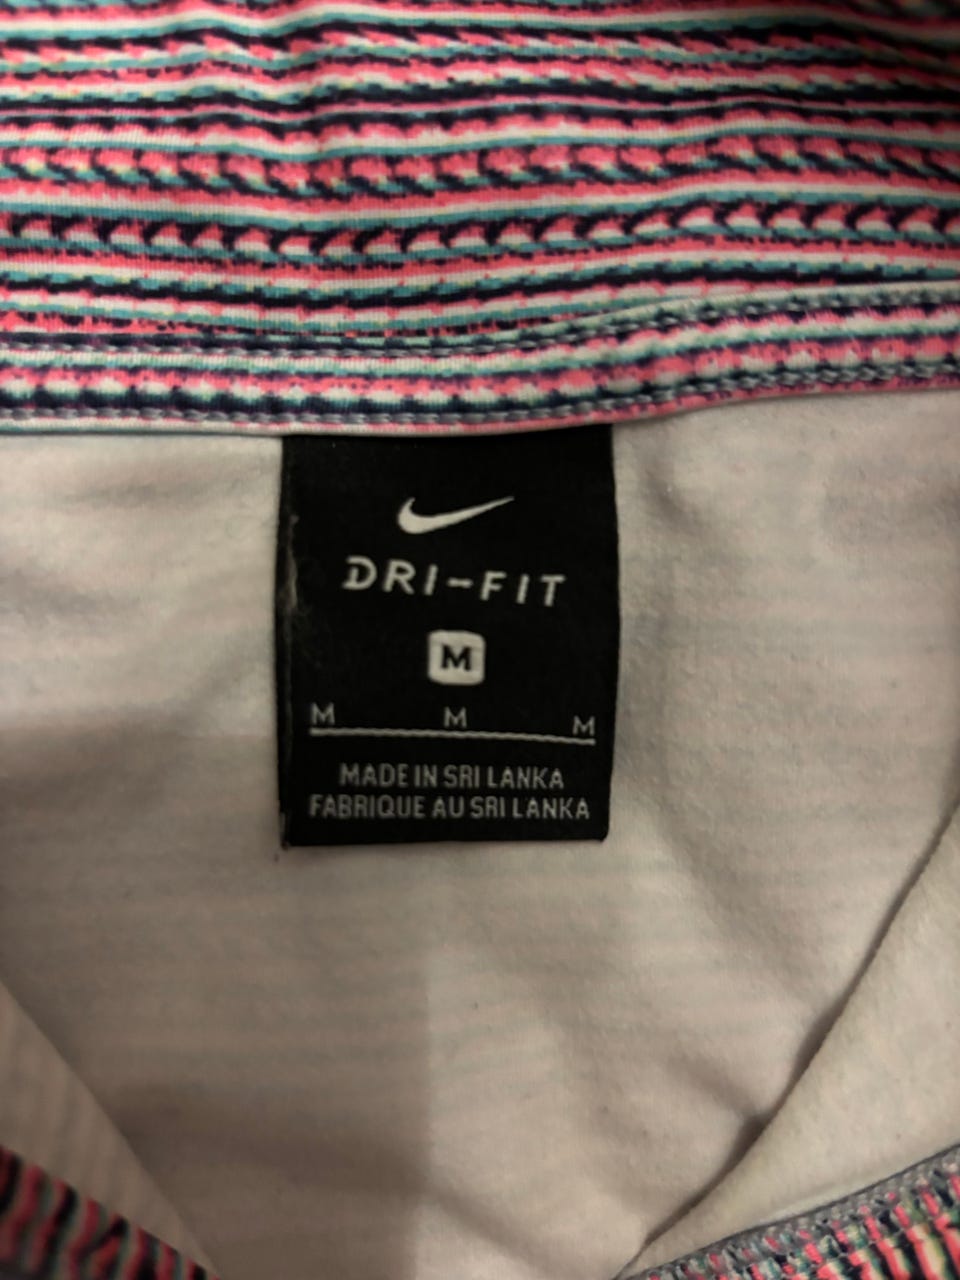 DRI-FIT
M
M M M
MADE IN SRI LANKA
FABRIQUE AU SRI LANKA